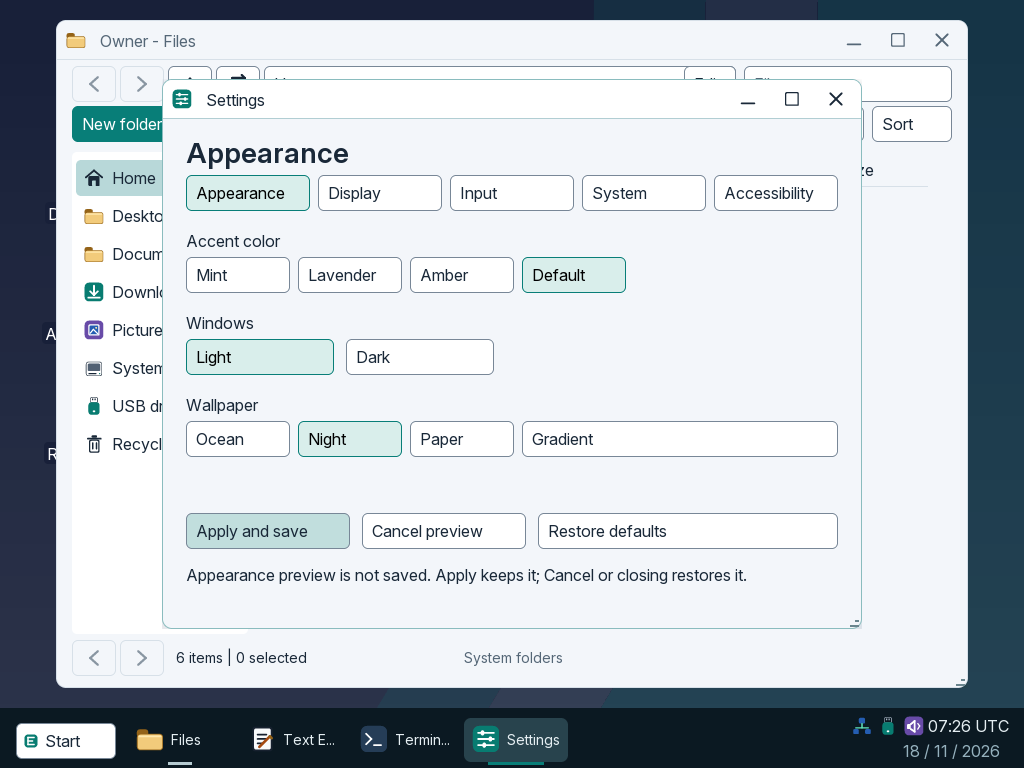 Owner - Files
Settings
New folder
Sort
Appearance
Home
Appearance Display Input System Accessibility
Accent color
Mint Lavender Amber Default
Windows
Light Dark
Wallpaper
Ocean Night Paper Gradient
Apply and save Cancel preview Restore defaults
Appearance preview is not saved. Apply keeps it; Cancel or closing restores it.
6 items | 0 selected System folders
Start Files Text E... Termin... Settings
07:26 UTC
18 / 11 / 2026